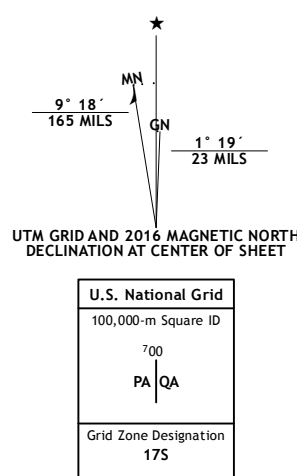 ★
MN
9° 18´
165 MILS
GN
1° 19´
23 MILS
UTM GRID AND 2016 MAGNETIC NORTH
DECLINATION AT CENTER OF SHEET
U.S. National Grid
100,000-m Square ID
⁷00
PA QA
Grid Zone Designation
17S